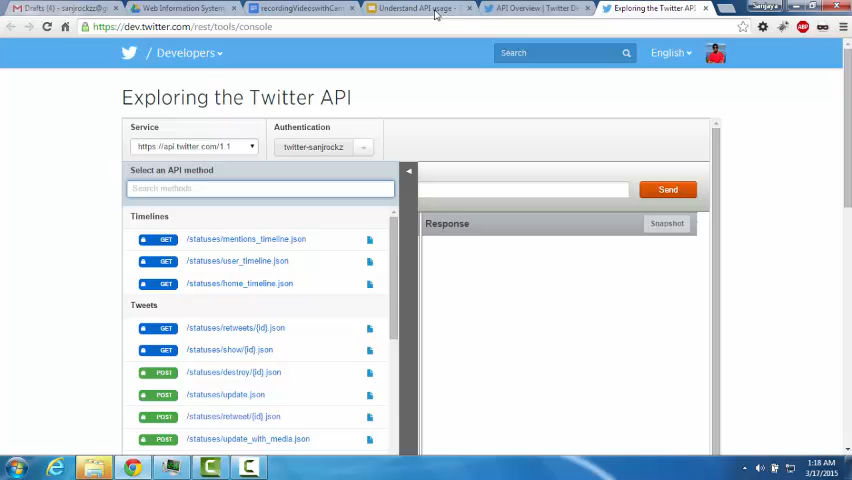 Drafts (4) - sanjrockzz@g
Web Information System
recordingVideoswithCam
Understand API usage -
API Overview | Twitter De
Exploring the Twitter API
Sanjaya
https://dev.twitter.com/rest/tools/console
Developers
Search
English
Exploring the Twitter API
Service
Authentication
https://api.twitter.com/1.1
twitter-sanjrockz
Select an API method
Search methods
Send
Timelines
Response
Snapshot
GET /statuses/mentions_timeline.json
GET /statuses/user_timeline.json
GET /statuses/home_timeline.json
Tweets
GET /statuses/retweets/{id}.json
GET /statuses/show/{id}.json
POST /statuses/destroy/{id}.json
POST /statuses/update.json
POST /statuses/retweet/{id}.json
POST /statuses/update_with_media.json
ABP
1:18 AM
3/17/2015